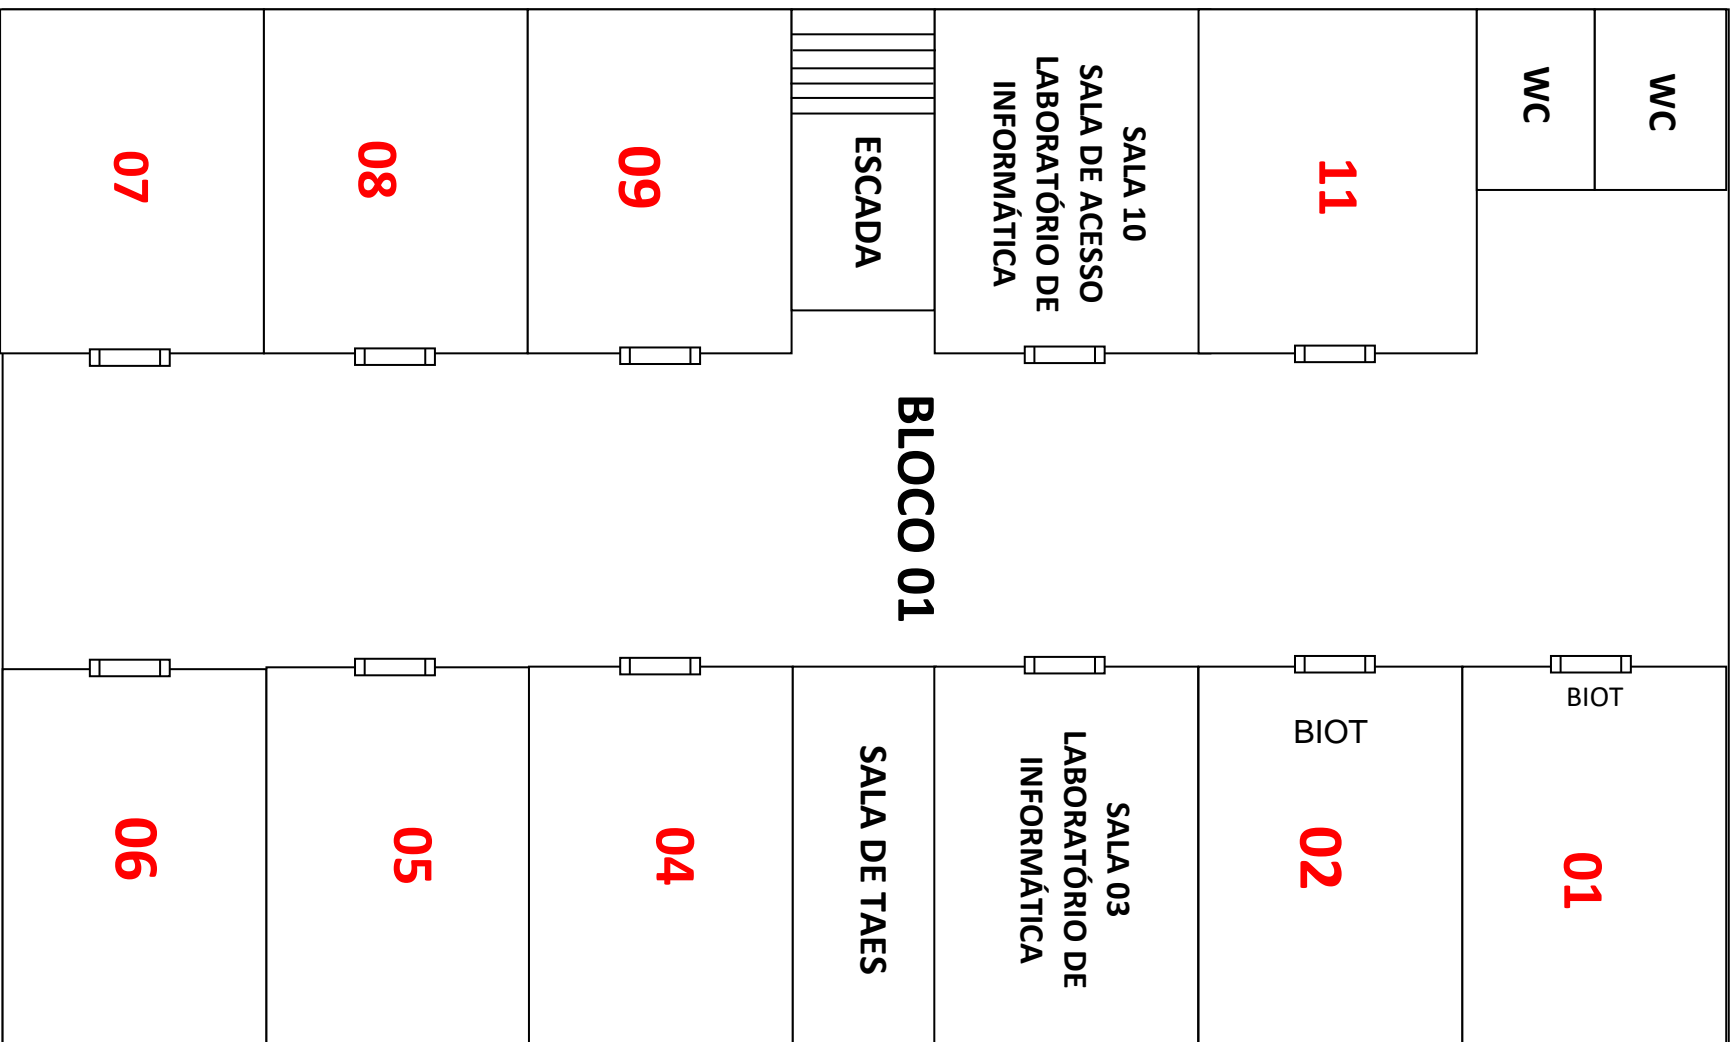 07
08
09
ESCADA
SALA 10
SALA DE ACESSO
LABORATÓRIO DE
INFORMÁTICA
11
WC
WC
BLOCO 01
06
05
04
SALA DE TAES
SALA 03
LABORATÓRIO DE
INFORMÁTICA
BIOT
02
BIOT
01